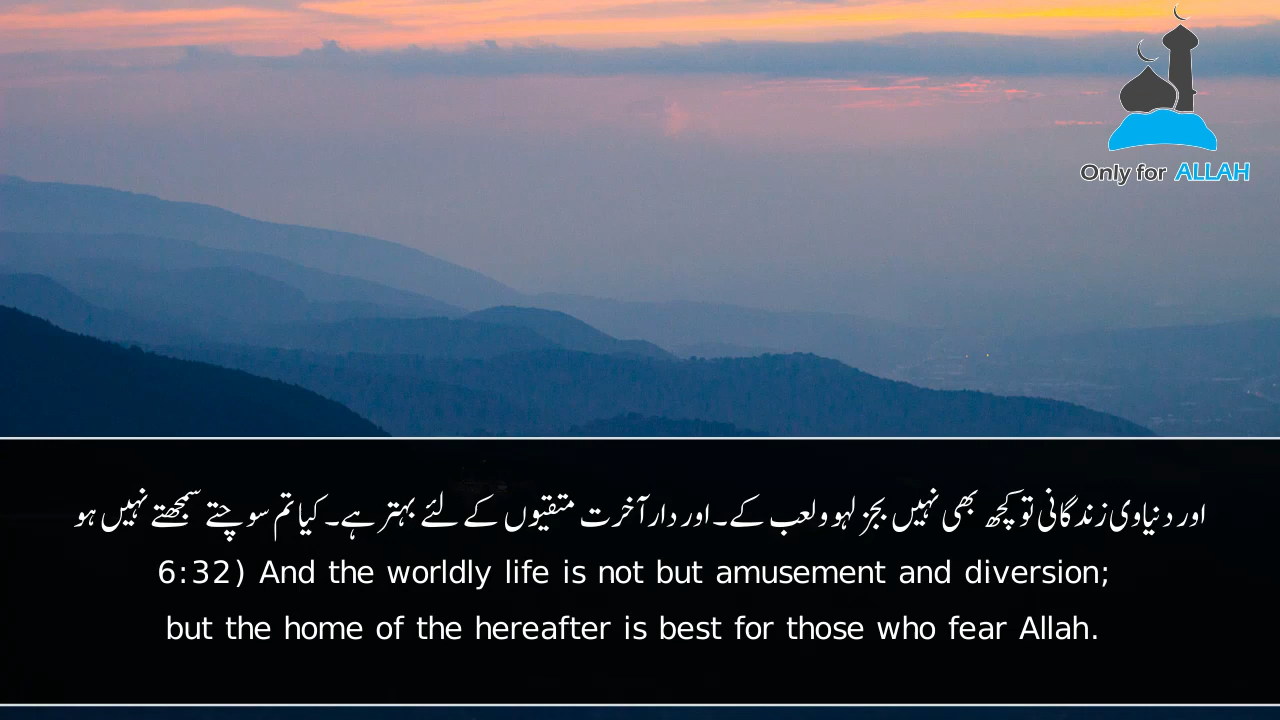 Only for ALLAH
اور دنیاوی زندگانی تو کچھ بھی نہیں بجز لہو ولعب کے۔ اور دار آخرت متقیوں کے لئے بہتر ہے۔ کیا تم سوچتے سمجھتے نہیں ہو
6:32) And the worldly life is not but amusement and diversion;
but the home of the hereafter is best for those who fear Allah.